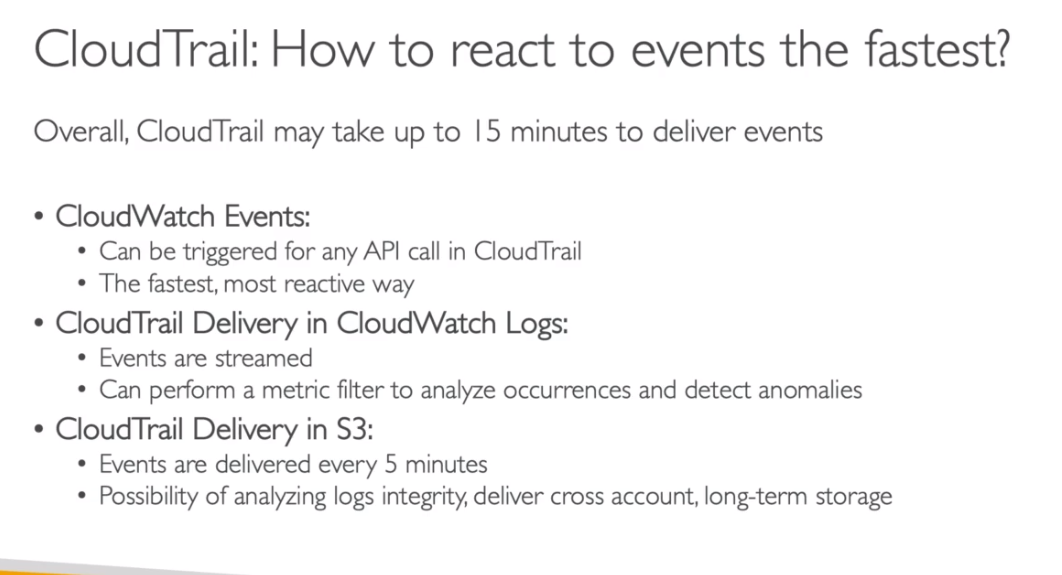 CloudTrail: How to react to events the fastest?
Overall, CloudTrail may take up to 15 minutes to deliver events
• CloudWatch Events:
• Can be triggered for any API call in CloudTrail
• The fastest, most reactive way
• CloudTrail Delivery in CloudWatch Logs:
• Events are streamed
• Can perform a metric filter to analyze occurrences and detect anomalies
• CloudTrail Delivery in S3:
• Events are delivered every 5 minutes
• Possibility of analyzing logs integrity, deliver cross account, long-term storage